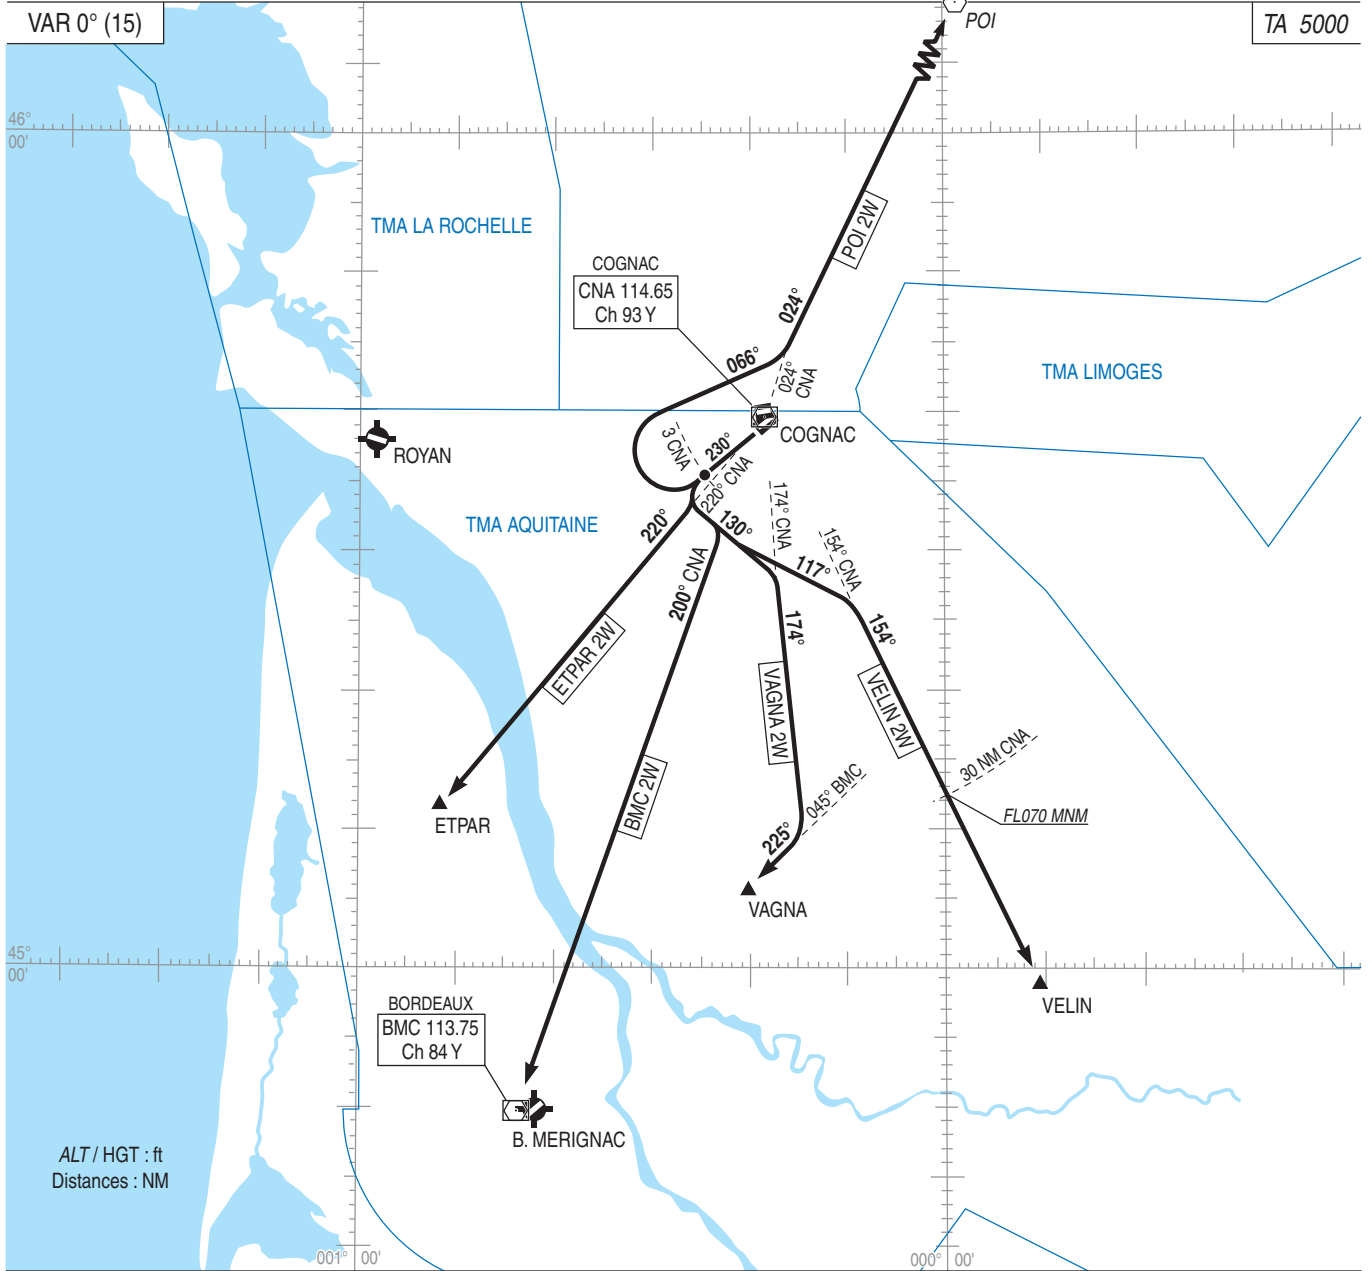 VAR 0° (15)
POI
TA 5000
46°
00'
TMA LA ROCHELLE
POI 2W
COGNAC
CNA 114.65
Ch 93 Y
024°
066°
024°
CNA
TMA LIMOGES
COGNAC
ROYAN
3 CNA
230°
220° CNA
174° CNA
TMA AQUITAINE
220°
130°
154° CNA
117°
200° CNA
174°
154°
ETPAR 2W
VAGNA 2W
VELIN 2W
30 NM CNA
BMC 2W
045° BMC
ETPAR
FL070 MNM
225°
VAGNA
45°
00'
VELIN
BORDEAUX
BMC 113.75
Ch 84 Y
B. MERIGNAC
ALT / HGT : ft
Distances : NM
001° 00'
000° 00'